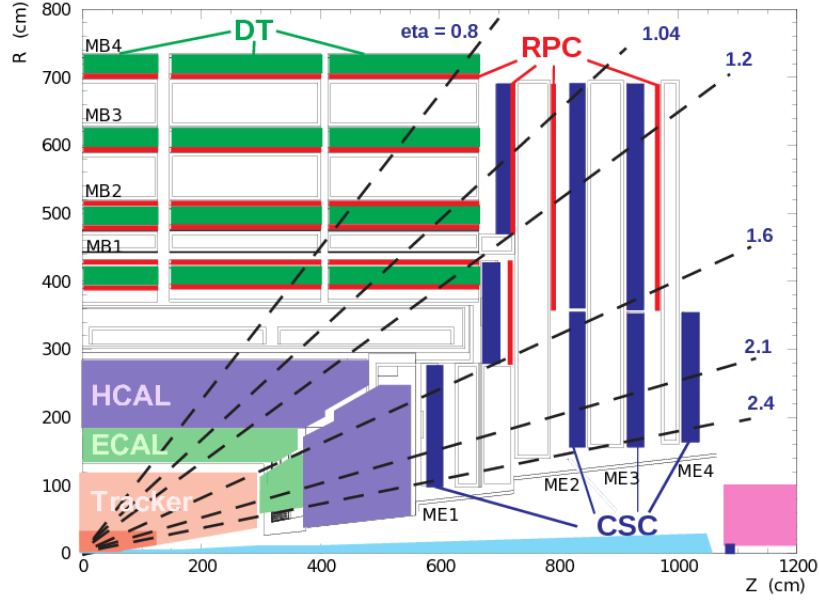 R (cm)
800
700
600
500
400
300
200
100
0
MB4
DT
eta = 0.8
RPC
1.04
1.2
MB3
MB2
MB1
1.6
HCAL
2.1
ECAL
2.4
Tracker
ME1
ME2
ME3
ME4
CSC
0
200
400
600
800
1000
1200
Z (cm)